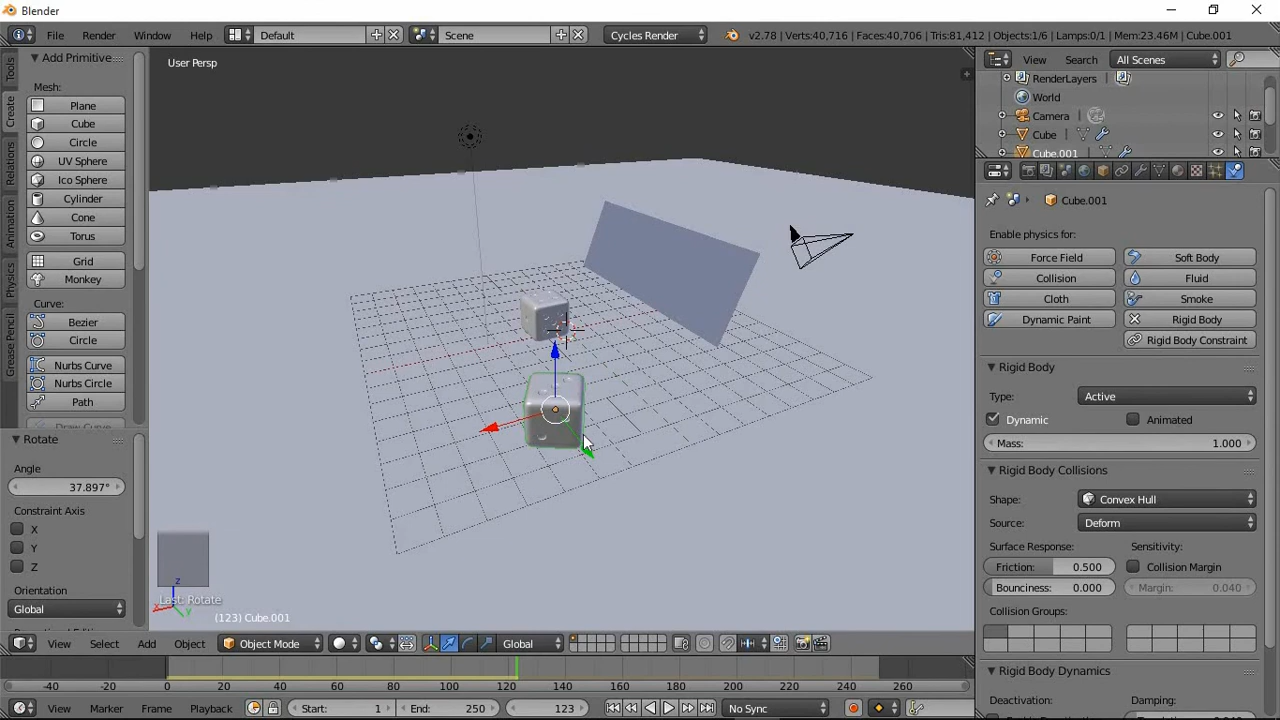 Blender
File Render Window Help Default Scene Cycles Render v2.78 | Verts:40,716 | Faces:40,706 | Tris:81,412 | Objects:1/6 | Lamps:0/1 | Mem:23.46M | Cube.001
Tools
Create
Relations
Animation
Physics
Grease Pencil
Add Primitive
Mesh:
Plane
Cube
Circle
UV Sphere
Ico Sphere
Cylinder
Cone
Torus
Grid
Monkey
Curve:
Bezier
Circle
Nurbs Curve
Nurbs Circle
Path
Draw Curve
Rotate
Angle
37.897°
Constraint Axis
X
Y
Z
Orientation
Global
User Persp
z
x
y
Last: Rotate
(123) Cube.001
View Search All Scenes
RenderLayers
World
Camera
Cube
Cube.001
Cube.001
Enable physics for:
Force Field Soft Body
Collision Fluid
Cloth Smoke
Dynamic Paint Rigid Body
Rigid Body Constraint
Rigid Body
Type: Active
Dynamic Animated
Mass: 1.000
Rigid Body Collisions
Shape: Convex Hull
Source: Deform
Surface Response: Sensitivity:
Friction: 0.500 Collision Margin
Bounciness: 0.000 Margin: 0.040
Collision Groups:
Rigid Body Dynamics
Deactivation: Damping:
View Select Add Object Object Mode Global
-40 -20 0 20 40 60 80 100 120 140 160 180 200 220 240 260
View Marker Frame Playback Start: 1 End: 250 123 No Sync